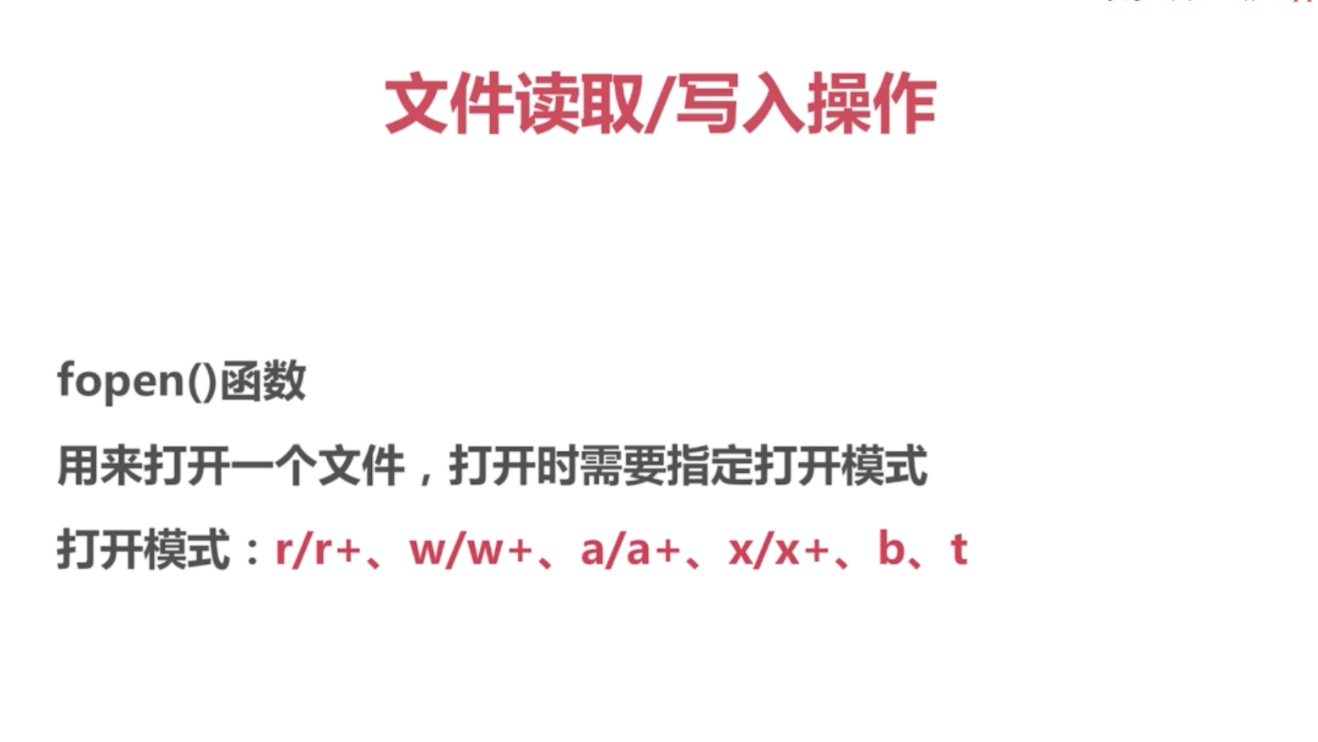 文件读取/写入操作
fopen()函数
用来打开一个文件，打开时需要指定打开模式
打开模式：r/r+、w/w+、a/a+、x/x+、b、t